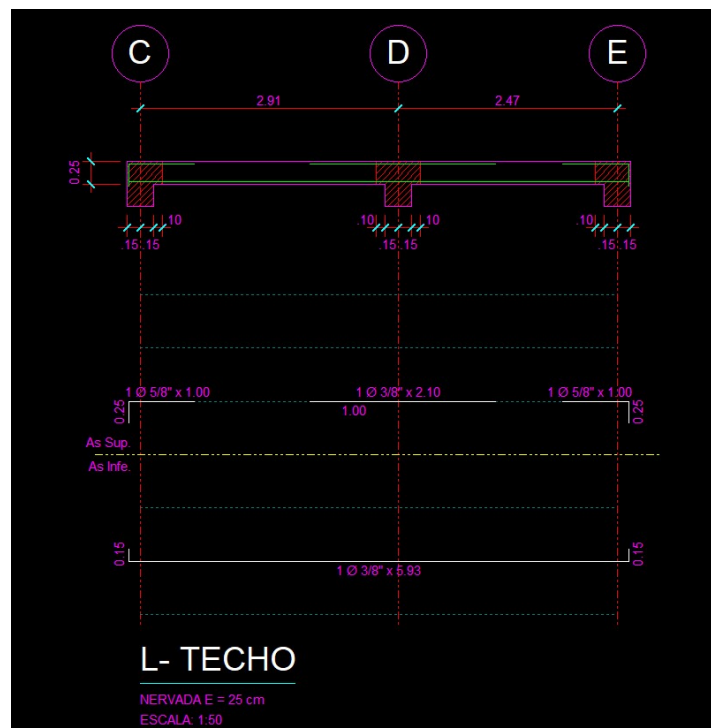 C D E
2.91 2.47
0.25
.10 .10 .10 .10
.15 .15 .15 .15 .15 .15
1 Ø 5/8" x 1.00 1 Ø 3/8" x 2.10 1 Ø 5/8" x 1.00
0.25 1.00 0.25
As Sup.
As Infe.
0.15 0.15
1 Ø 3/8" x 5.93
L- TECHO
NERVADA E = 25 cm
ESCALA: 1:50